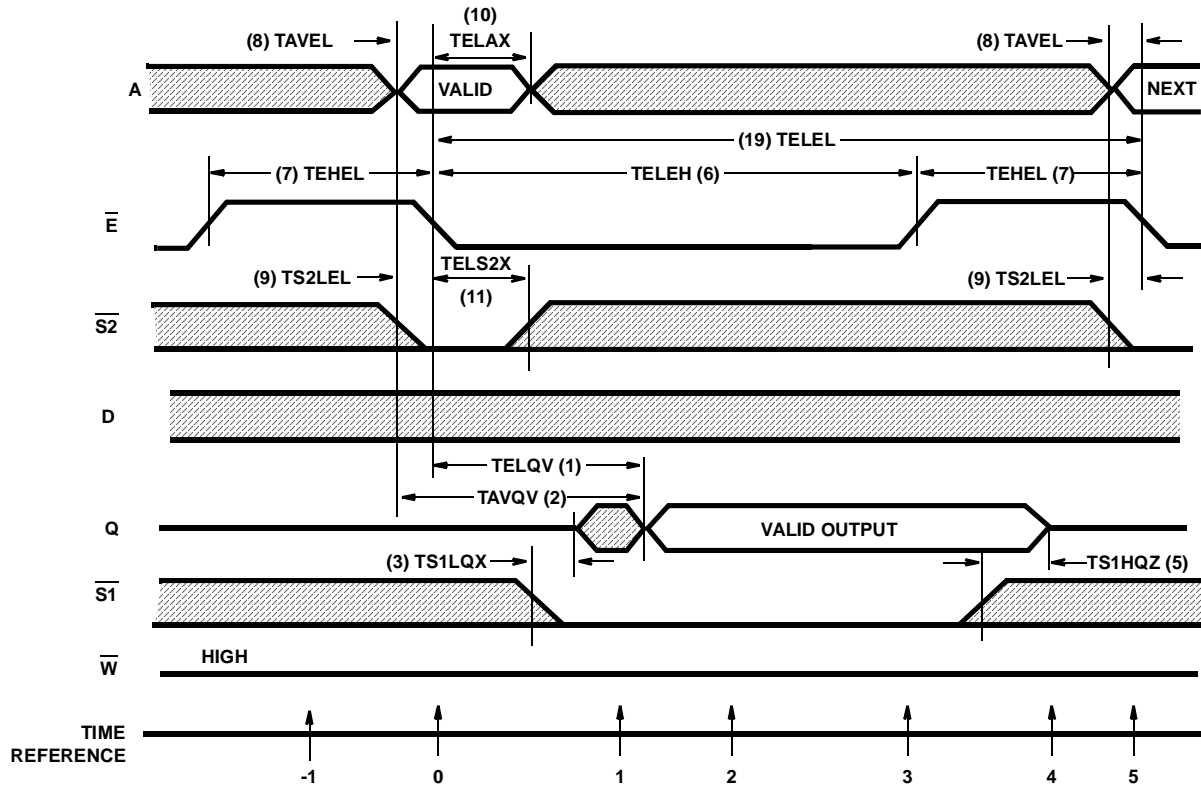 (10)
(8) TAVEL TELAX (8) TAVEL
A VALID NEXT
(19) TELEL
(7) TEHEL TELEH (6) TEHEL (7)
E
(9) TS2LEL TELS2X (9) TS2LEL
(11)
S2
D
TELQV (1)
TAVQV (2)
Q VALID OUTPUT
(3) TS1LQX TS1HQZ (5)
S1
W HIGH
TIME
REFERENCE
-1 0 1 2 3 4 5